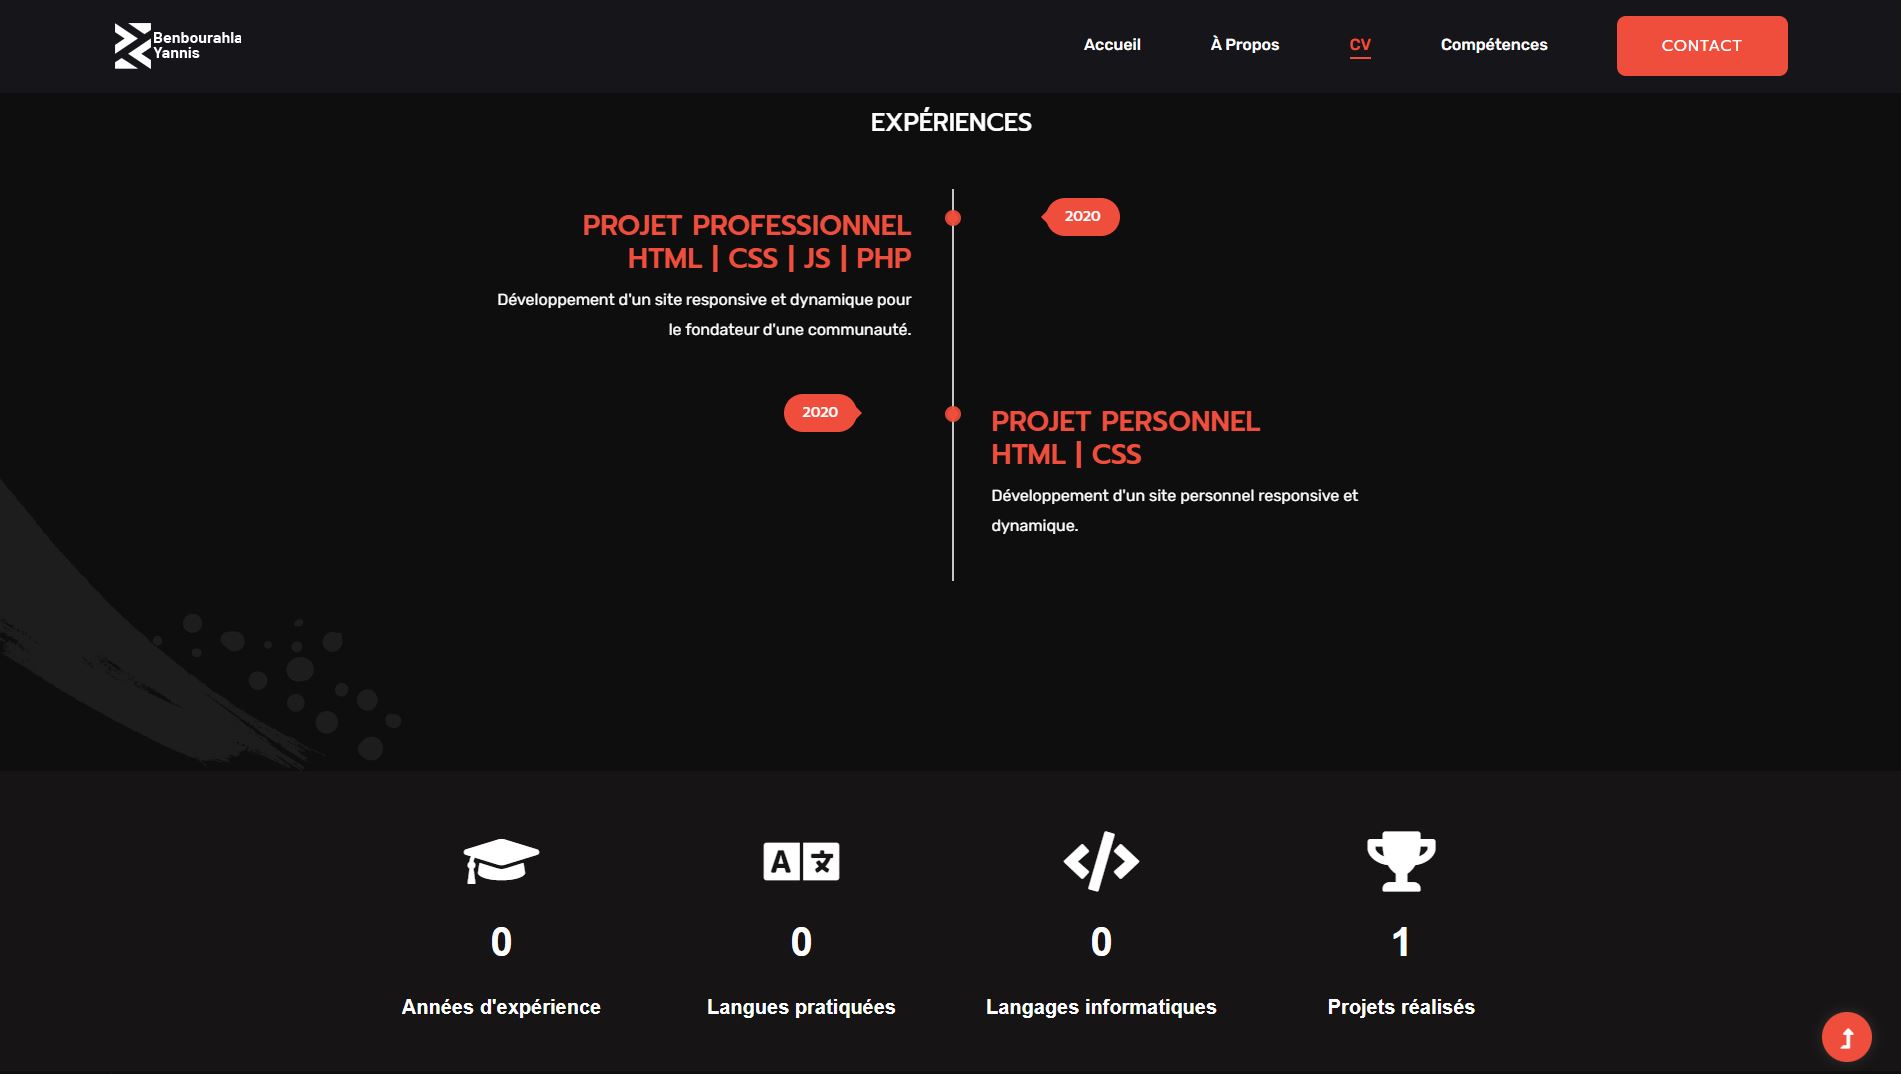 Benbourahla
Yannis
Accueil
À Propos
CV
Compétences
CONTACT
EXPÉRIENCES
PROJET PROFESSIONNEL
HTML | CSS | JS | PHP
Développement d'un site responsive et dynamique pour
le fondateur d'une communauté.
2020
2020
PROJET PERSONNEL
HTML | CSS
Développement d'un site personnel responsive et
dynamique.
A 文
0
Années d'expérience
0
Langues pratiquées
0
Langages informatiques
1
Projets réalisés